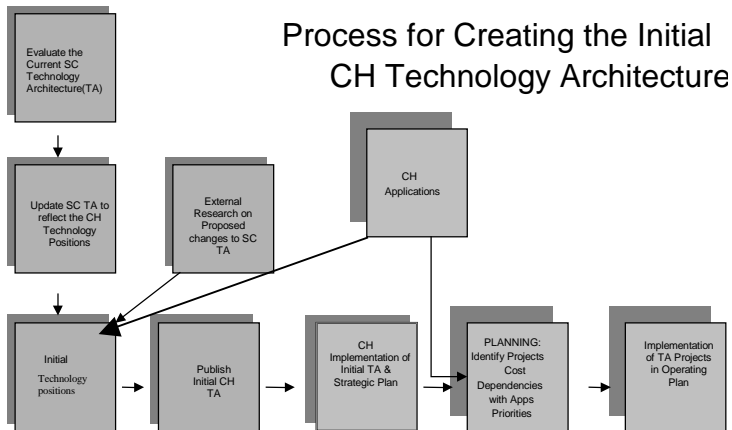 Process for Creating the Initial
CH Technology Architecture
Evaluate the
Current SC
Technology
Architecture(TA)
Update SC TA to
reflect the CH
Technology
Positions
External
Research on
Proposed
changes to SC
TA
CH
Applications
Initial
Technology
positions
Publish
Initial CH
TA
CH
Implementation of
Initial TA &
Strategic Plan
PLANNING:
Identify Projects
Cost
Dependencies
with Apps
Priorities
Implementation
of TA Projects
in Operating
Plan